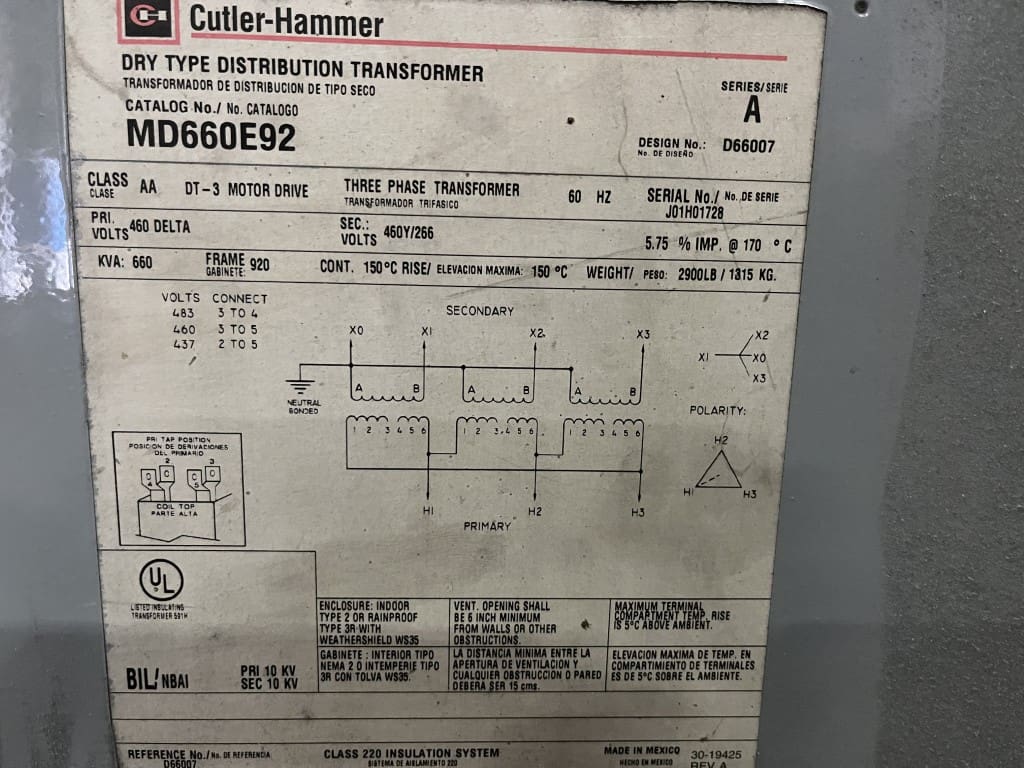 CH Cutler-Hammer
DRY TYPE DISTRIBUTION TRANSFORMER
TRANSFORMADOR DE DISTRIBUCION DE TIPO SECO
CATALOG No./ No. CATALOGO
MD660E92
SERIES/SERIE
A
DESIGN No.: D66007
No. DE DISEÑO
CLASS AA DT-3 MOTOR DRIVE THREE PHASE TRANSFORMER 60 HZ SERIAL No./ No. DE SERIE
CLASE TRANSFORMADOR TRIFASICO J01H01728
PRI. VOLTS 460 DELTA SEC.: VOLTS 460Y/266 5.75 % IMP. @ 170 °C
KVA: 660 FRAME GABINETE: 920 CONT. 150°C RISE/ ELEVACION MAXIMA: 150 °C WEIGHT/ PESO: 2900LB / 1315 KG.
VOLTS CONNECT
483 3 TO 4
460 3 TO 5
437 2 TO 5
SECONDARY
X0 X1 X2 X3
A B A B A B
NEUTRAL
BONDED
1 2 3 4 5 6 1 2 3 4 5 6 1 2 3 4 5 6
H1 H2 H3
PRIMARY
X2
X1 X0
X3
POLARITY:
H2
H1 H3
PRI TAP POSITION
POSICION DE DERIVACIONES
DEL PRIMARIO
2 3
4 5
COIL TOP
PARTE ALTA
UL
LISTED INSULATING
TRANSFORMER 591H
BIL/ NBAI PRI 10 KV
SEC 10 KV
ENCLOSURE: INDOOR
TYPE 2 OR RAINPROOF
TYPE 3R WITH
WEATHERSHIELD WS35
GABINETE : INTERIOR TIPO
NEMA 2 O INTEMPERIE TIPO
3R CON TOLVA WS35.
VENT. OPENING SHALL
BE 6 INCH MINIMUM
FROM WALLS OR OTHER
OBSTRUCTIONS.
LA DISTANCIA MINIMA ENTRE LA
APERTURA DE VENTILACION Y
CUALQUIER OBSTRUCCION O PARED
DEBERA SER 15 cms.
MAXIMUM TERMINAL
COMPARTMENT TEMP. RISE
IS 5°C ABOVE AMBIENT.
ELEVACION MAXIMA DE TEMP. EN
COMPARTIMIENTO DE TERMINALES
ES DE 5°C SOBRE EL AMBIENTE.
REFERENCE No./ No. DE REFERENCIA
D66007
CLASS 220 INSULATION SYSTEM
SISTEMA DE AISLAMIENTO 220
MADE IN MEXICO
HECHO EN MEXICO
30-19425
REV A